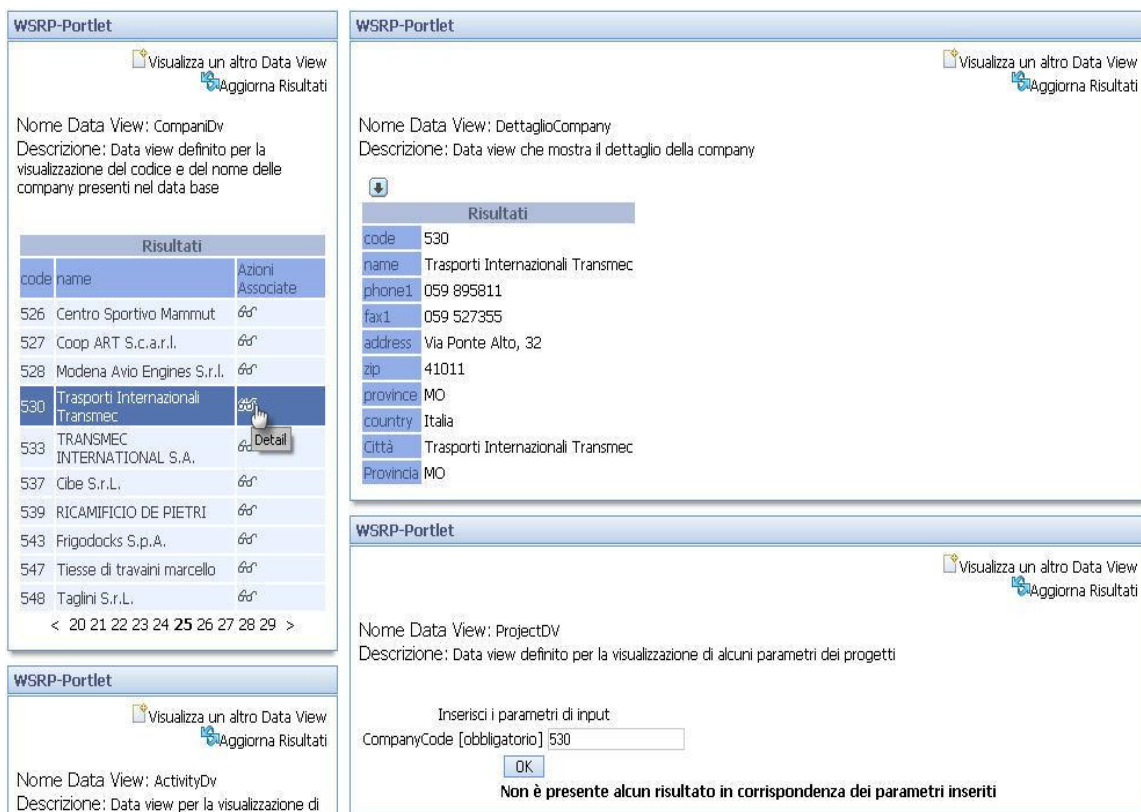 WSRP-Portlet
Visualizza un altro Data View
Aggiorna Risultati
Nome Data View: CompaniDv
Descrizione: Data view definito per la
visualizzazione del codice e del nome delle
company presenti nel data base
Risultati
code name Azioni
Associate
526 Centro Sportivo Mammut
527 Coop ART S.c.a.r.l.
528 Modena Avio Engines S.r.l.
530 Trasporti Internazionali
Transmec
Detail
533 TRANSMEC
INTERNATIONAL S.A.
537 Cibe S.r.L.
539 RICAMIFICIO DE PIETRI
543 Frigodocks S.p.A.
547 Tiesse di travaini marcello
548 Taglini S.r.L.
< 20 21 22 23 24 25 26 27 28 29 >
WSRP-Portlet
Visualizza un altro Data View
Aggiorna Risultati
Nome Data View: ActivityDv
Descrizione: Data view per la visualizzazione di
WSRP-Portlet
Visualizza un altro Data View
Aggiorna Risultati
Nome Data View: DettaglioCompany
Descrizione: Data view che mostra il dettaglio della company
Risultati
code 530
name Trasporti Internazionali Transmec
phone1 059 895811
fax1 059 527355
address Via Ponte Alto, 32
zip 41011
province MO
country Italia
Città Trasporti Internazionali Transmec
Provincia MO
WSRP-Portlet
Visualizza un altro Data View
Aggiorna Risultati
Nome Data View: ProjectDV
Descrizione: Data view definito per la visualizzazione di alcuni parametri dei progetti
Inserisci i parametri di input
CompanyCode [obbligatorio] 530
OK
Non è presente alcun risultato in corrispondenza dei parametri inseriti